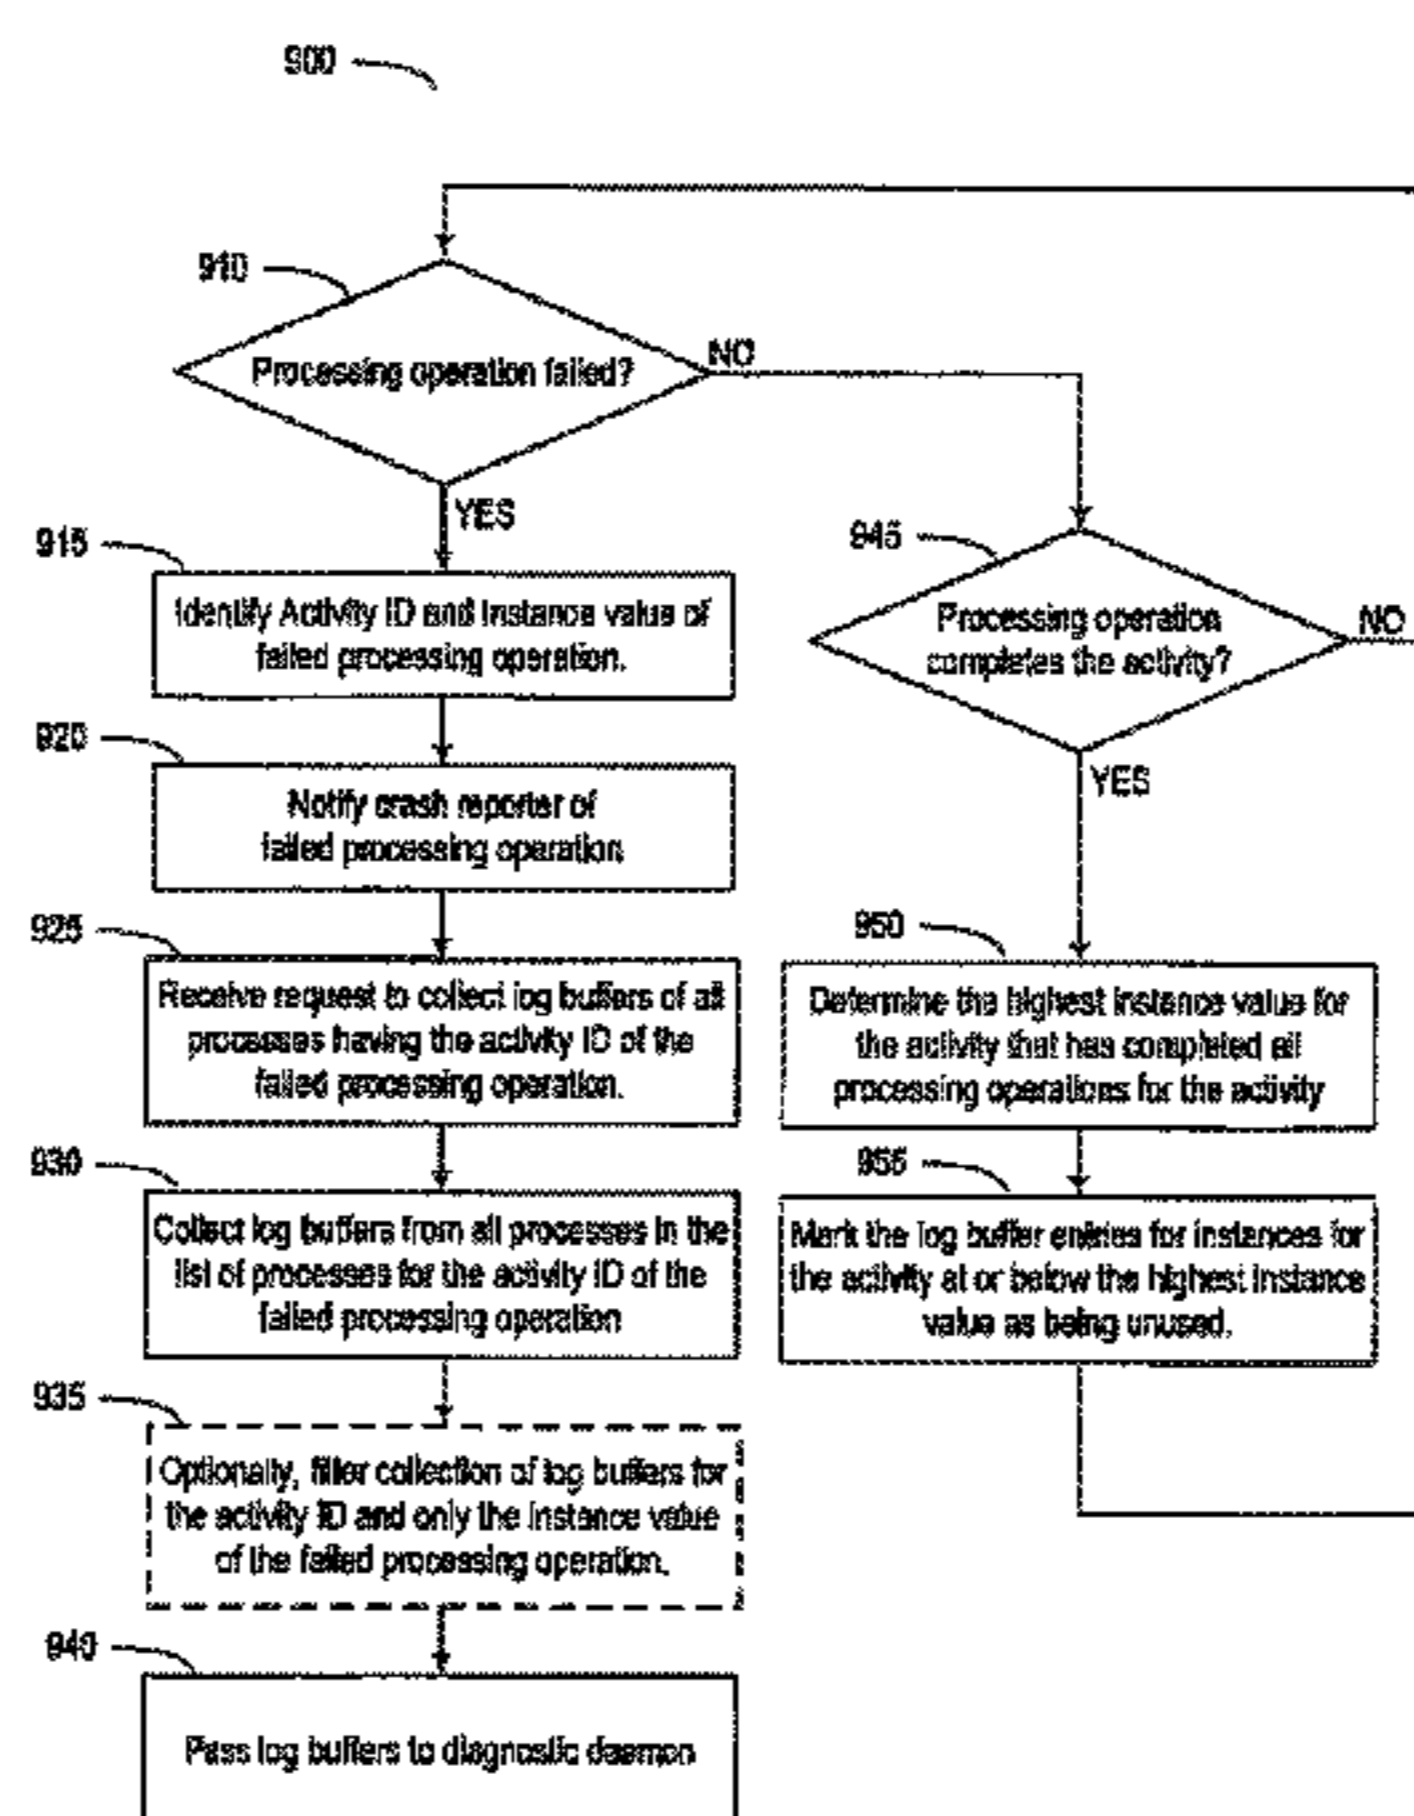 900
910
Processing operation failed?
NO
YES
915
Identify Activity ID and Instance value of
failed processing operation.
945
Processing operation
completes the activity?
NO
YES
920
Notify crash reporter of
failed processing operation
925
Receive request to collect log buffers of all
processes having the activity ID of the
failed processing operation.
950
Determine the highest instance value for
the activity that has completed all
processing operations for the activity
930
Collect log buffers from all processes in the
list of processes for the activity ID of the
failed processing operation
955
Mark the log buffer entries for instances for
the activity at or below the highest instance
value as being unused.
935
Optionally, filter collection of log buffers for
the activity ID and only the instance value
of the failed processing operation.
940
Pass log buffers to diagnostic daemon